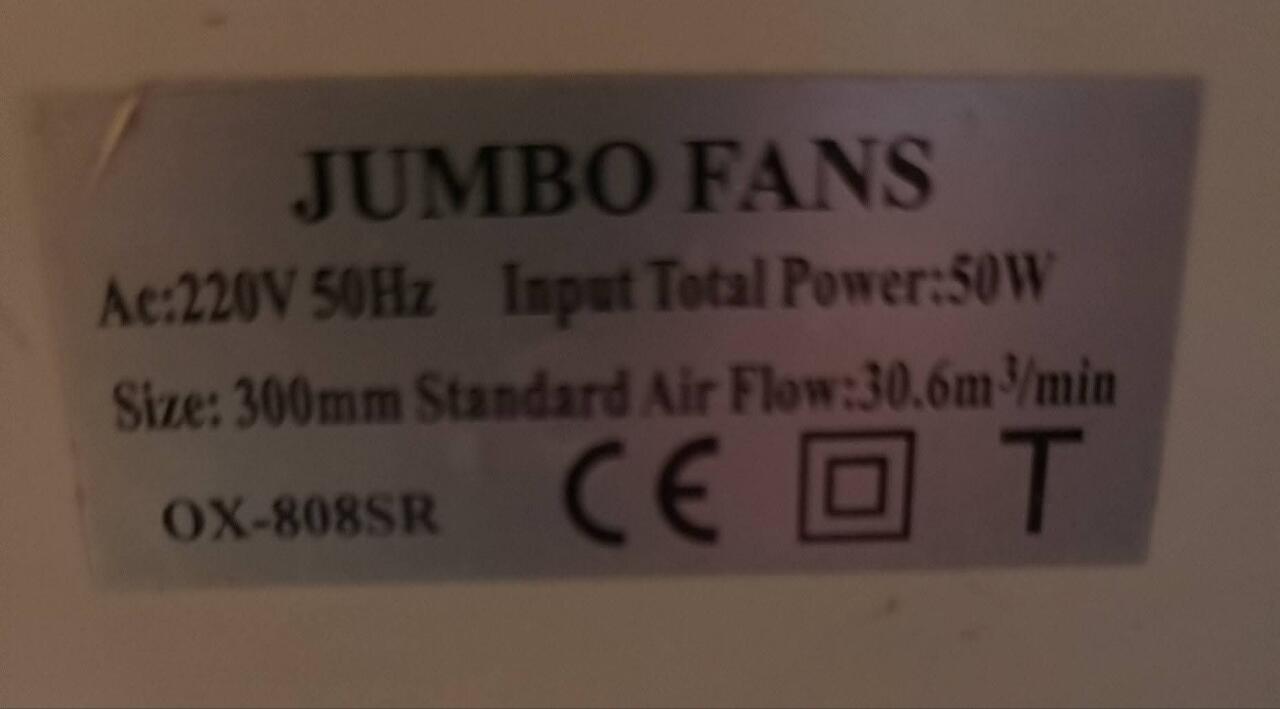 JUMBO FANS
Ac:220V 50Hz Input Total Power:50W
Size: 300mm Standard Air Flow:30.6m³/min
OX-808SR CE T